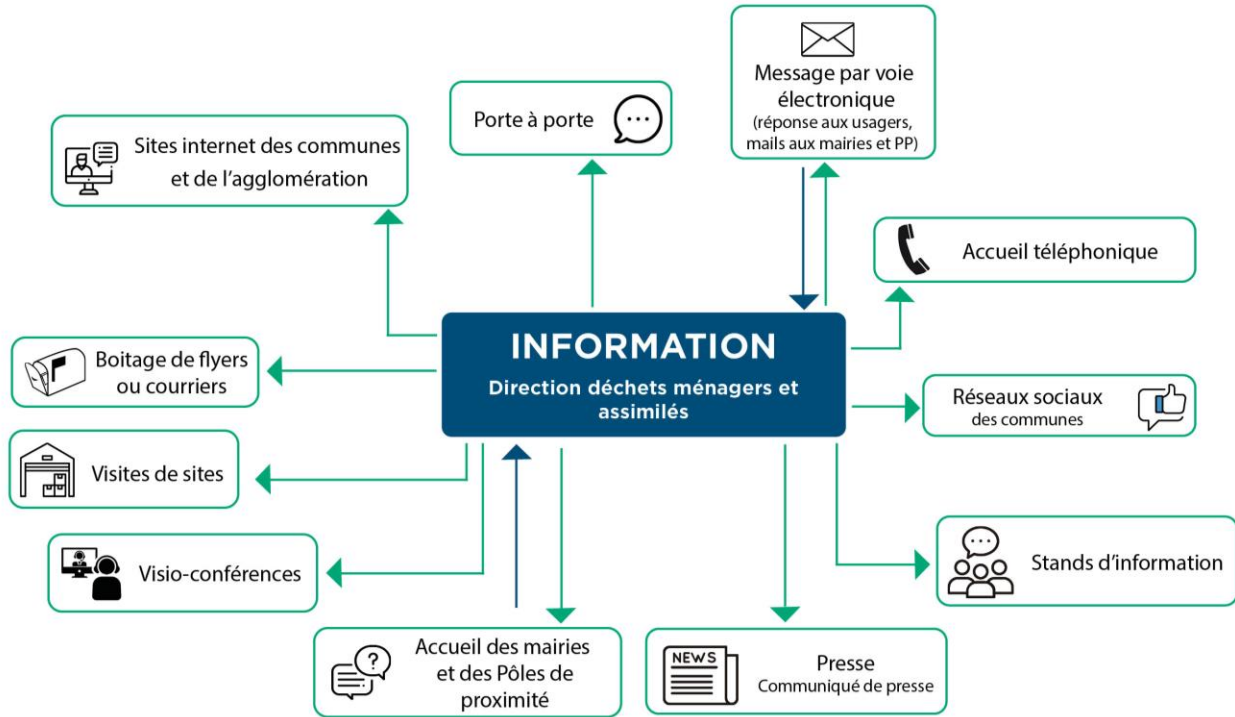 Message par voie
électronique
(réponse aux usagers,
mails aux mairies et PP)
Porte à porte
Sites internet des communes
et de l'agglomération
Accueil téléphonique
INFORMATION
Direction déchets ménagers et
assimilés
Boitage de flyers
ou courriers
Réseaux sociaux
des communes
Visites de sites
Visio-conférences
Stands d'information
Accueil des mairies
et des Pôles de
proximité
NEWS
Presse
Communiqué de presse
?